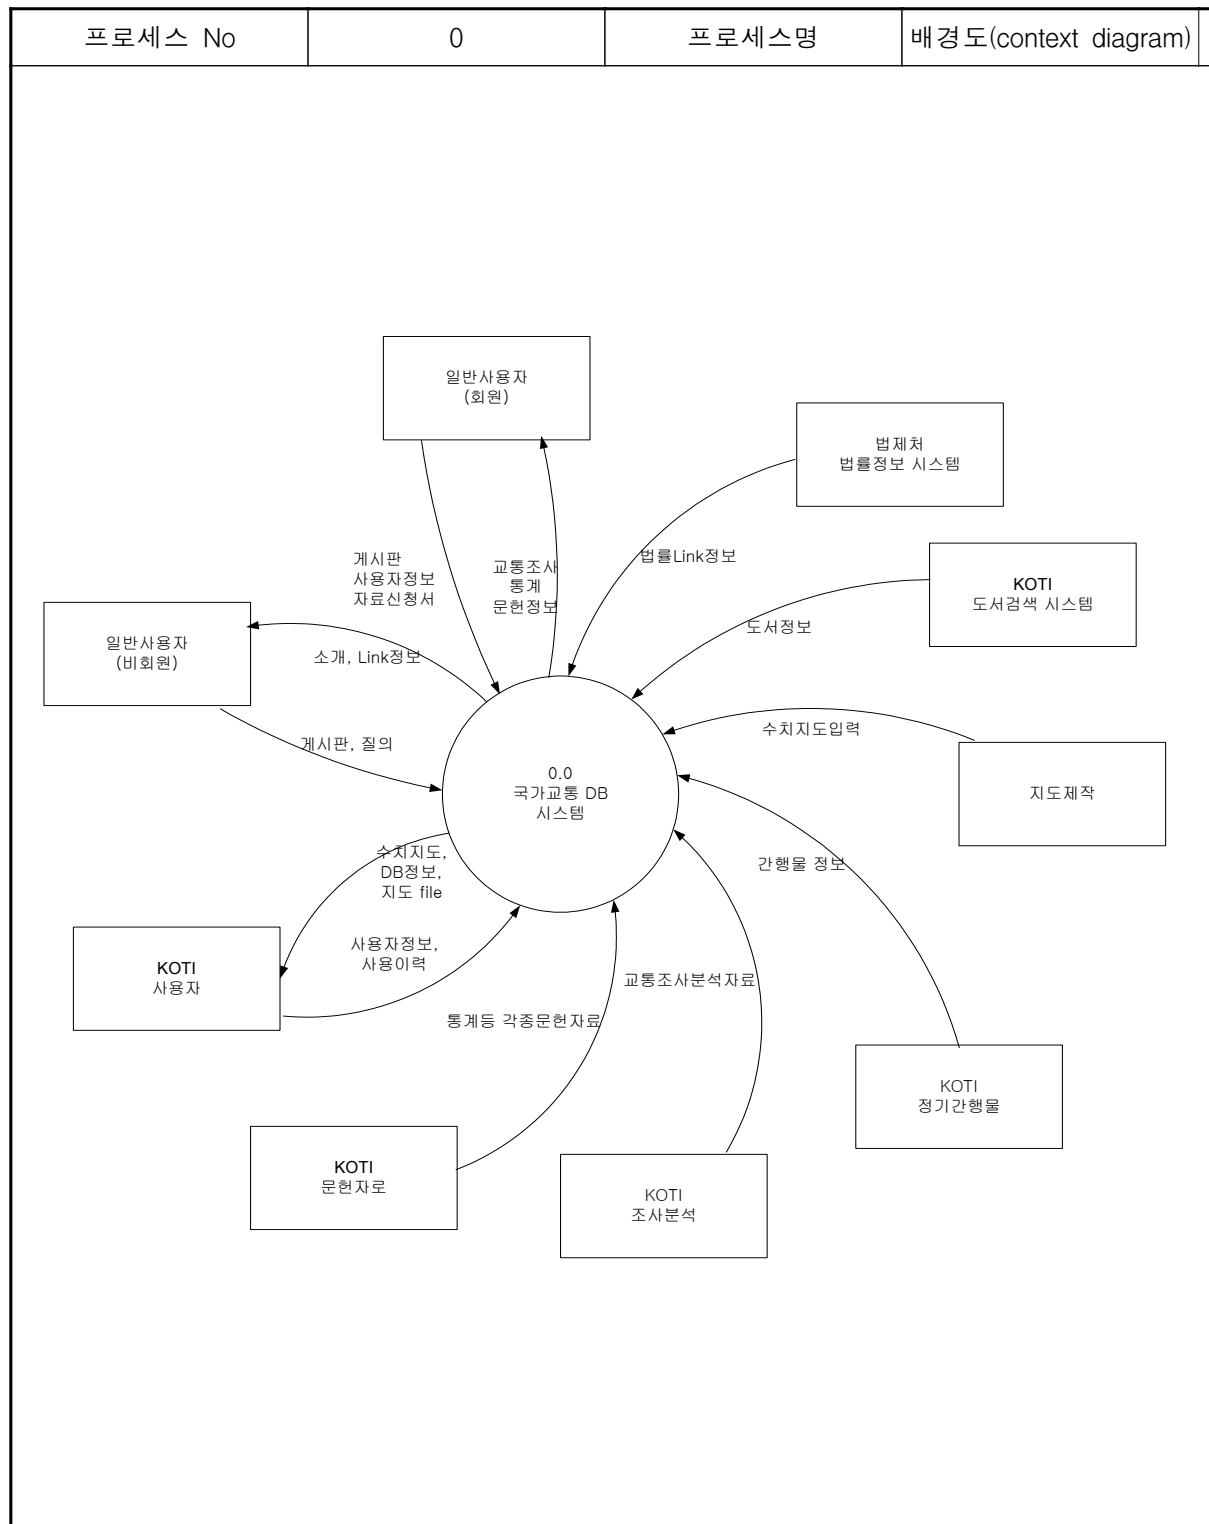 프로세스 No
0
프로세스명
배경도(context diagram)
일반사용자
(회원)
법제처
법률정보 시스템
게시판
사용자정보
자료신청서
교통조사
통계
문헌정보
법률Link정보
KOTI
도서검색 시스템
도서정보
일반사용자
(비회원)
소개, Link정보
게시판, 질의
수치지도입력
지도제작
0.0
국가교통 DB
시스템
수치지도,
DB정보,
지도 file
간행물 정보
KOTI
사용자
사용자정보,
사용이력
교통조사분석자료
통계등 각종문헌자료
KOTI
정기간행물
KOTI
문헌자로
KOTI
조사분석